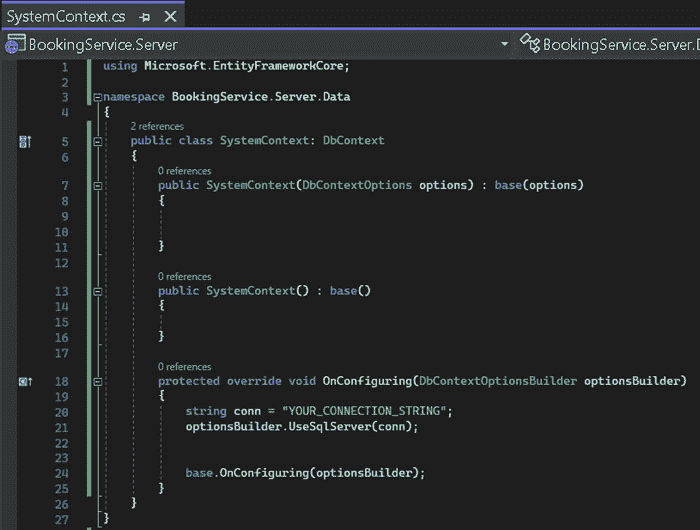 SystemContext.cs
BookingService.Server BookingService.Server.D
1 using Microsoft.EntityFrameworkCore;
2
3 namespace BookingService.Server.Data
4 {
2 references
5 public class SystemContext: DbContext
6 {
0 references
7 public SystemContext(DbContextOptions options) : base(options)
8 {
9
10
11 }
12
0 references
13 public SystemContext() : base()
14 {
15
16 }
17
0 references
18 protected override void OnConfiguring(DbContextOptionsBuilder optionsBuilder)
19 {
20 string conn = "YOUR_CONNECTION_STRING";
21 optionsBuilder.UseSqlServer(conn);
22
23
24 base.OnConfiguring(optionsBuilder);
25 }
26 }
27 }